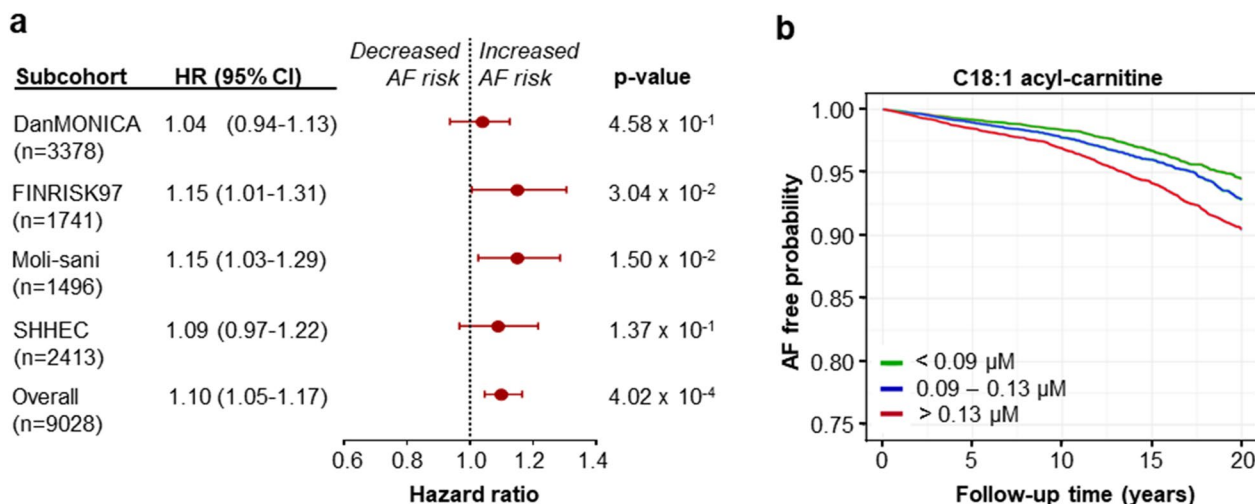 a
Decreased Increased
AF risk AF risk
Subcohort HR (95% CI) p-value
DanMONICA 1.04 (0.94-1.13) 4.58 x 10-1
(n=3378)
FINRISK97 1.15 (1.01-1.31) 3.04 x 10-2
(n=1741)
Moli-sani 1.15 (1.03-1.29) 1.50 x 10-2
(n=1496)
SHHEC 1.09 (0.97-1.22) 1.37 x 10-1
(n=2413)
Overall 1.10 (1.05-1.17) 4.02 x 10-4
(n=9028)
0.6 0.8 1.0 1.2 1.4
Hazard ratio
b
C18:1 acyl-carnitine
AF free probability
1.00
0.95
0.90
0.85
0.80
0.75
< 0.09 µM
0.09 – 0.13 µM
> 0.13 µM
0 5 10 15 20
Follow-up time (years)